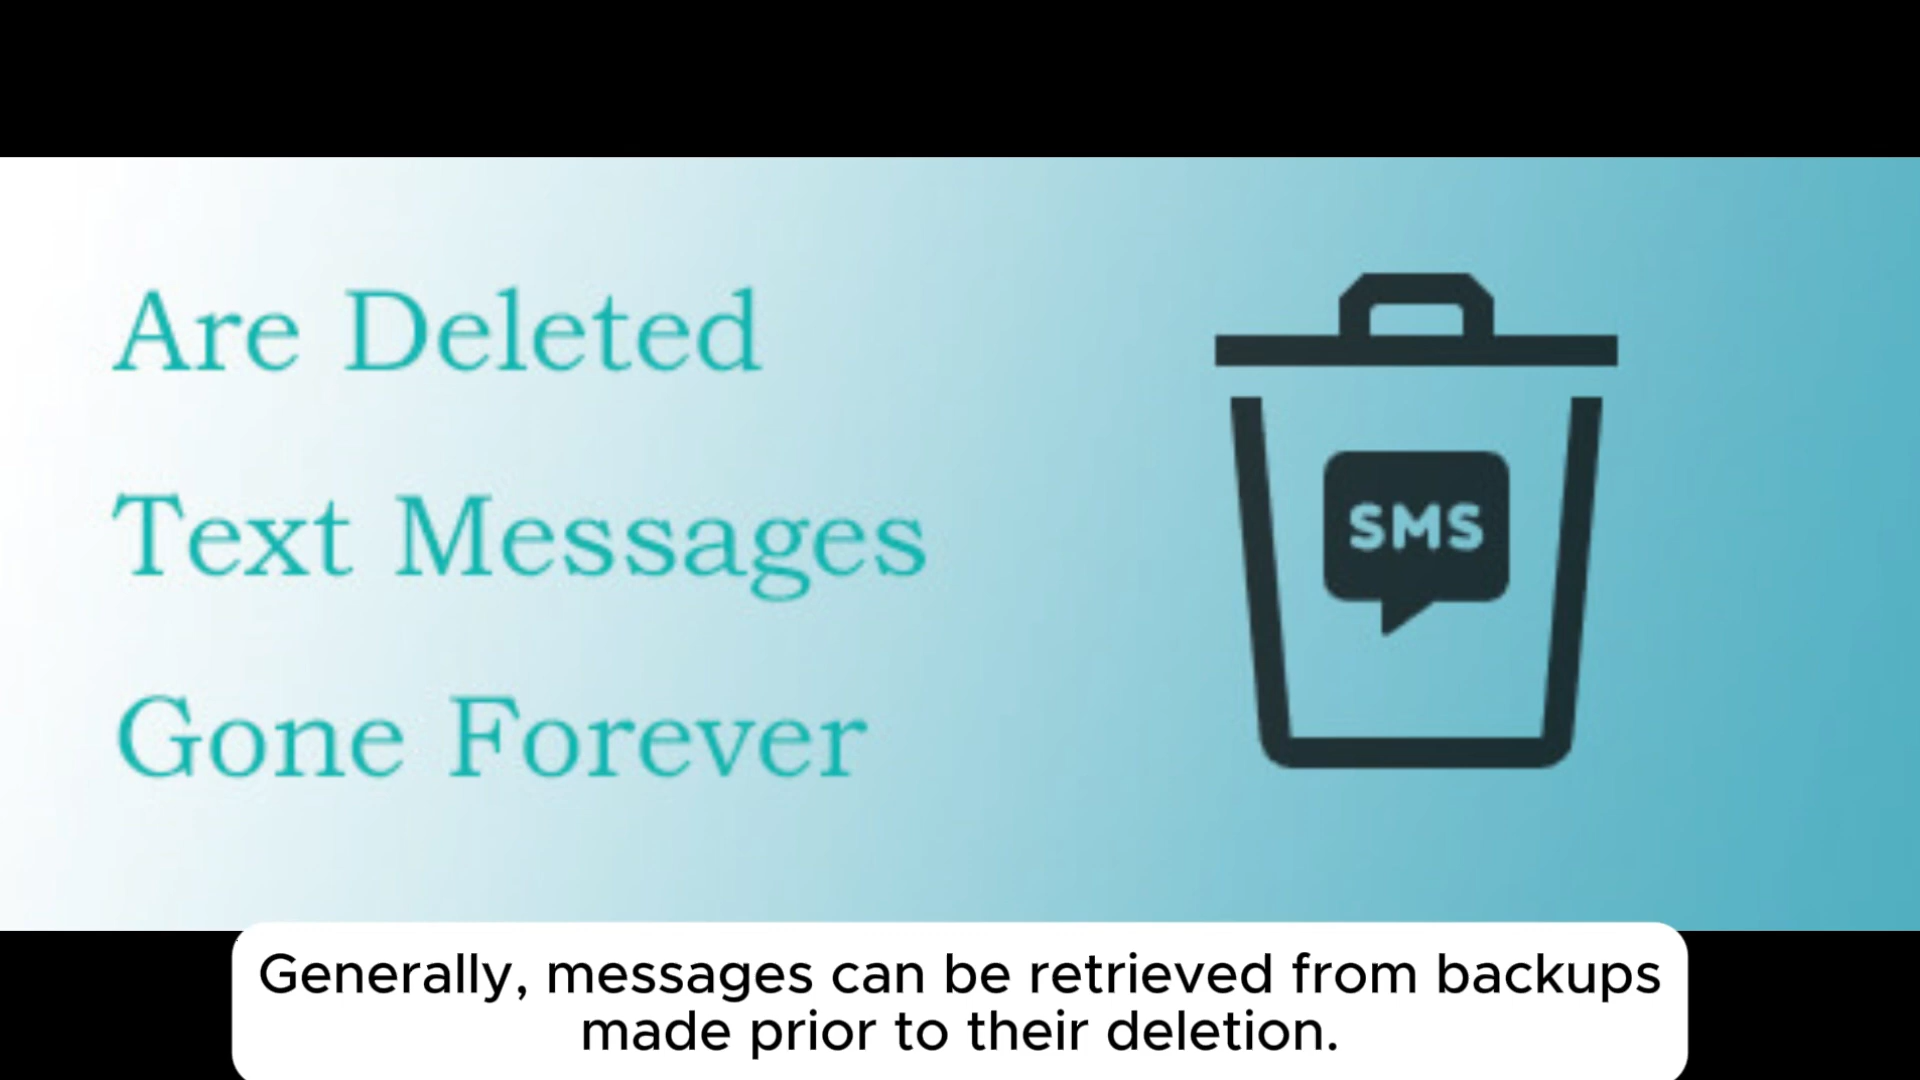 Are Deleted
Text Messages
Gone Forever
SMS
Generally, messages can be retrieved from backups
made prior to their deletion.